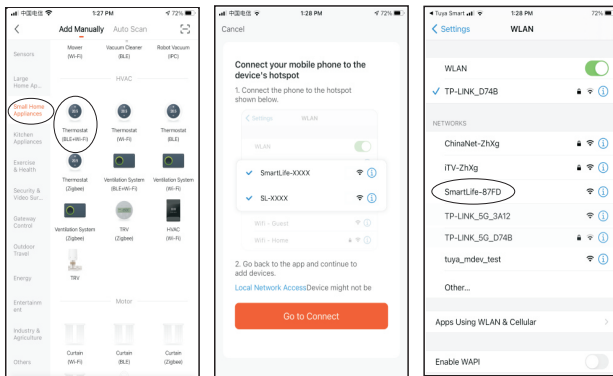 中国电信
1:27 PM
72%
Add Manually
Auto Scan
Sensors
Large
Home Ap...
Small Home
Appliances
Kitchen
Appliances
Exercise
& Health
Security &
Video Sur...
Gateway
Control
Outdoor
Travel
Energy
Entertainm
ent
Industry &
Agriculture
Others
Mower
(Wi-Fi)
Vacuum Cleaner
(BLE)
Robot Vacuum
(IPC)
HVAC
Thermostat
(BLE+Wi-Fi)
Thermostat
(Wi-Fi)
Thermostat
(BLE)
Thermostat
(Zigbee)
Ventilation System
(BLE+Wi-Fi)
Ventilation System
(Wi-Fi)
Ventilation System
(Zigbee)
TRV
(Zigbee)
HVAC
(Wi-Fi)
TRV
Motor
Curtain
(Wi-Fi)
Curtain
(BLE)
Curtain
(Zigbee)
中国电信
1:28 PM
72%
Cancel
Connect your mobile phone to the
device's hotspot
1. Connect the phone to the hotspot
shown below.
Settings
WLAN
WLAN
SmartLife-XXXX
SL-XXXX
Wifi - Guest
Wifi - Home
2. Go back to the app and continue to
add devices.
Local Network AccessDevice might not be
Go to Connect
Tuya Smart
1:28 PM
72%
Settings
WLAN
WLAN
TP-LINK_D74B
NETWORKS
ChinaNet-ZhXg
iTV-ZhXg
SmartLife-87FD
TP-LINK_5G_3A12
TP-LINK_5G_D74B
tuya_mdev_test
Other...
Apps Using WLAN & Cellular
Enable WAPI